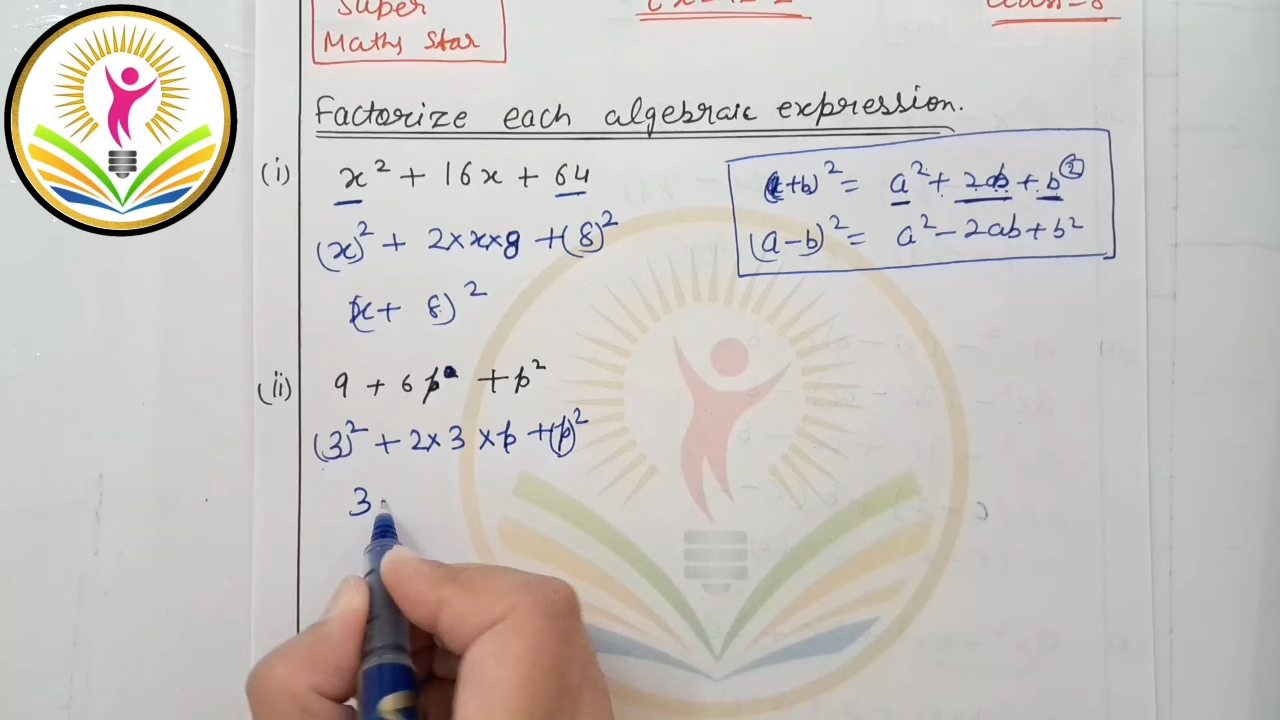 Super
Maths Star
Factorize each algebraic expression.
(i) x² + 16x + 64
(x)² + 2×x×8 + (8)²
(x + 8)²
(a+b)² = a² + 2ab + b²
(a-b)² = a² - 2ab + b²
(ii) 9 + 6p + p²
(3)² + 2×3×p + (p)²
3